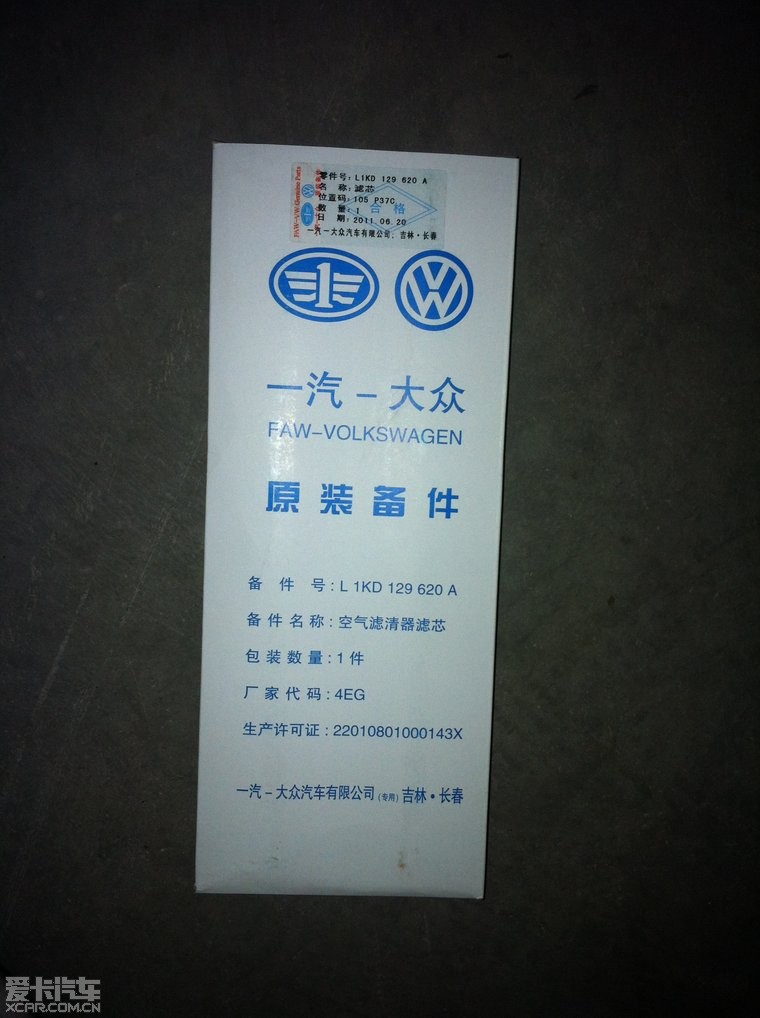 零件号: L1KD 129 620 A
名 称: 滤芯
位置码: 105 P37C
数 量: 1
日 期: 2011 06.20
合格
一汽-大众汽车有限公司; 吉林·长春
FAW-VW Genuine Parts
一汽-大众
FAW-VOLKSWAGEN
原装备件
备 件 号: L 1KD 129 620 A
备件名称: 空气滤清器滤芯
包装数量: 1 件
厂家代码: 4EG
生产许可证: 22010801000143X
一汽-大众汽车有限公司 (专用) 吉林·长春
爱卡汽车
XCAR.COM.CN